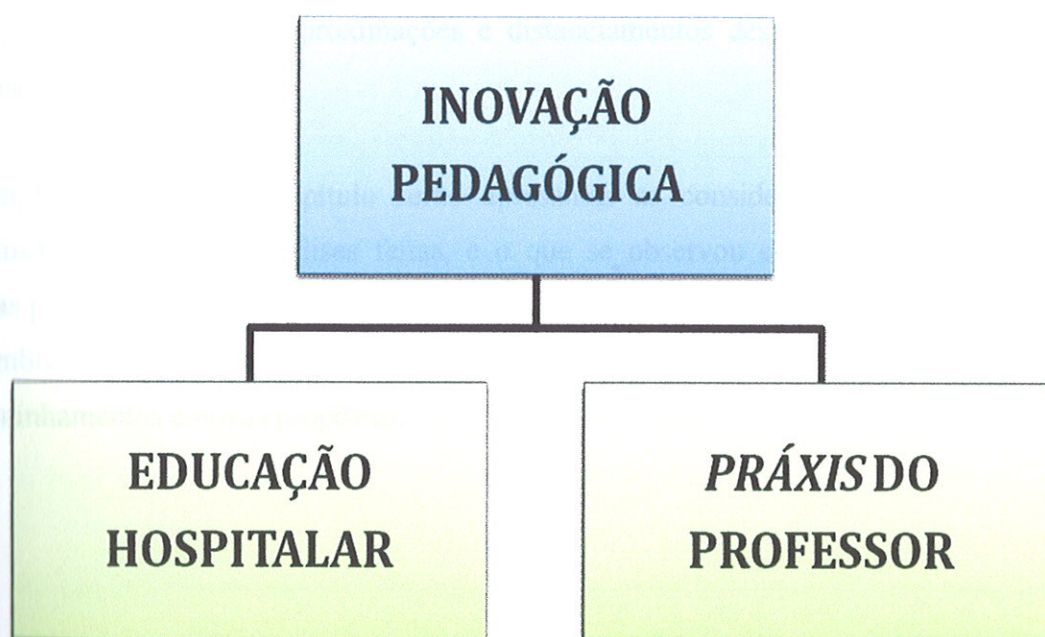 INOVAÇÃO
PEDAGÓGICA
EDUCAÇÃO
HOSPITALAR
PRÁXIS DO
PROFESSOR